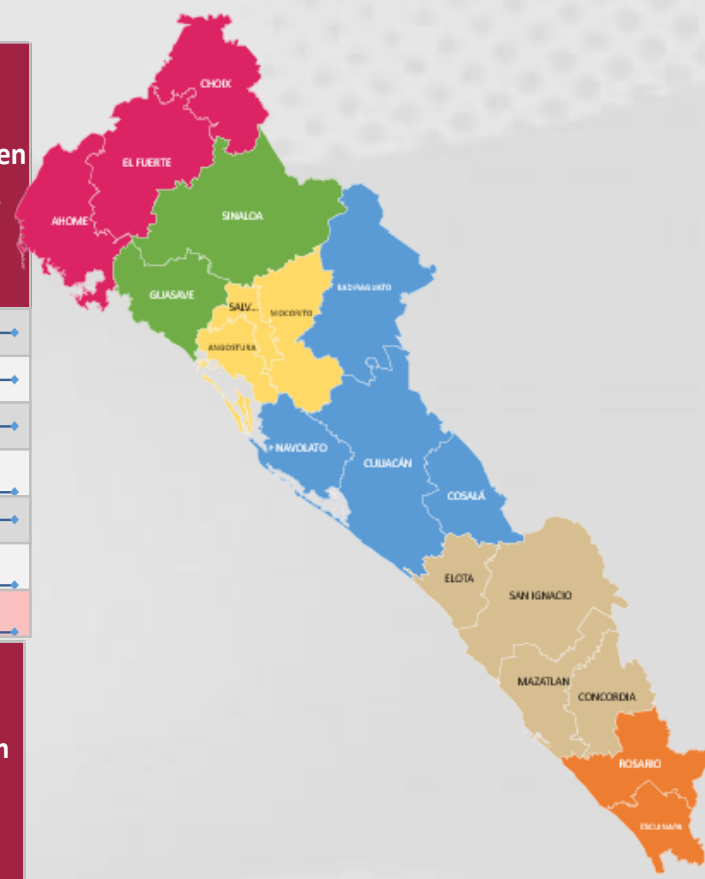 en
CHOIX
EL FUERTE
AHOME
SINALOA
GUASAVE
BADIRAGUATO
SALV...
MOCORITO
ANGOSTURA
NAVOLATO
CULIACÁN
COSALÁ
ELOTA
SAN IGNACIO
MAZATLAN
CONCORDIA
n
ROSARIO
ESCUINAPA